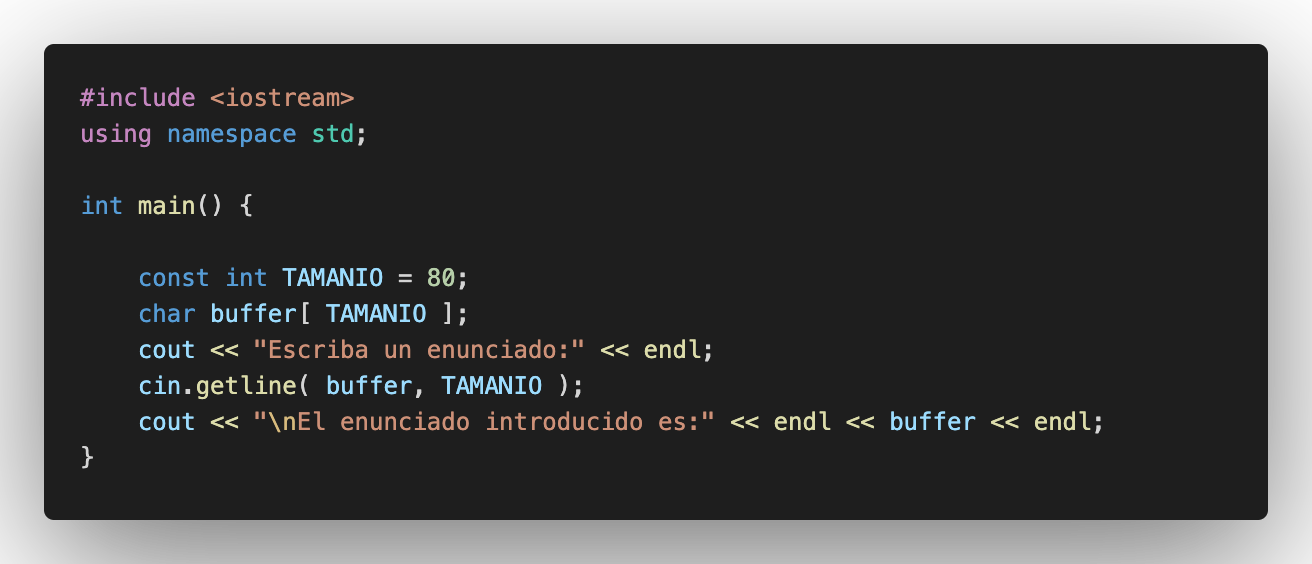 #include <iostream>
using namespace std;
int main() {
    const int TAMANIO = 80;
    char buffer[ TAMANIO ];
    cout << "Escriba un enunciado:" << endl;
    cin.getline( buffer, TAMANIO );
    cout << "\nEl enunciado introducido es:" << endl << buffer << endl;
}